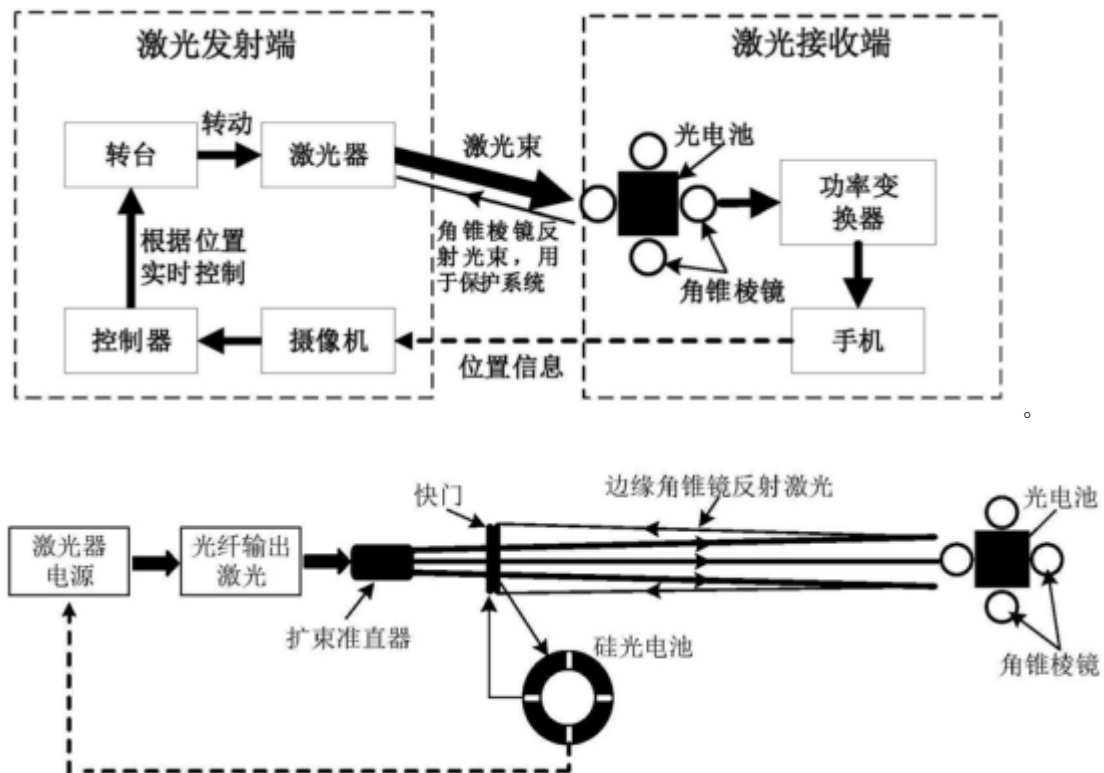 激光发射端
激光接收端
转台
转动
激光器
激光束
光电池
功率变
换器
角锥棱镜反
射光束，用
于保护系统
角锥棱镜
根据位置
实时控制
控制器
摄像机
位置信息
手机
。
快门
边缘角锥镜反射激光
光电池
激光器
电源
光纤输出
激光
扩束准直器
硅光电池
角锥棱镜